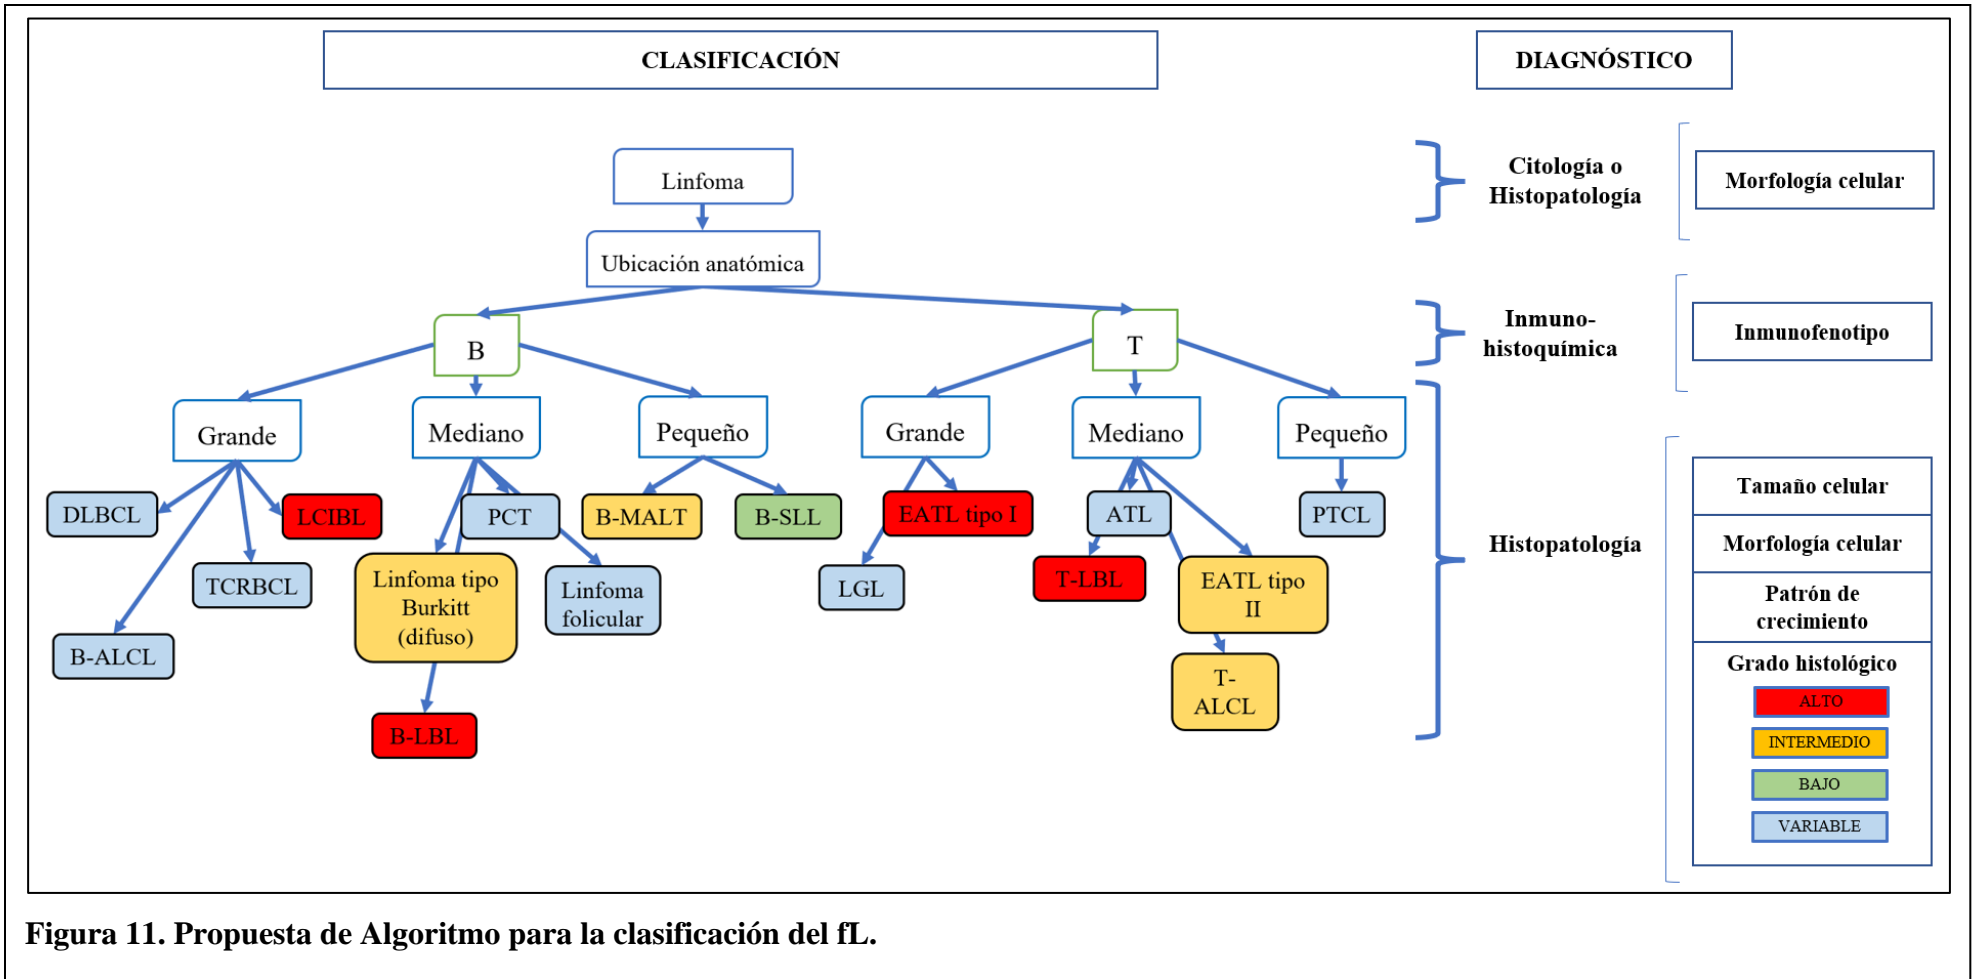 CLASIFICACIÓN
DIAGNÓSTICO
Linfoma
Citología o
Histopatología
Morfología celular
Ubicación anatómica
B
T
Inmuno-
histoquímica
Inmunofenotipo
Grande
Mediano
Pequeño
Grande
Mediano
Pequeño
DLBCL
LCIBL
PCT
B-MALT
B-SLL
EATL tipo I
ATL
PTCL
TCRBCL
Linfoma tipo
Burkitt
(difuso)
Linfoma
folicular
LGL
T-LBL
EATL tipo
II
B-ALCL
T-
ALCL
B-LBL
Histopatología
Tamaño celular
Morfología celular
Patrón de
crecimiento
Grado histológico
ALTO
INTERMEDIO
BAJO
VARIABLE
Figura 11. Propuesta de Algoritmo para la clasificación del fL.